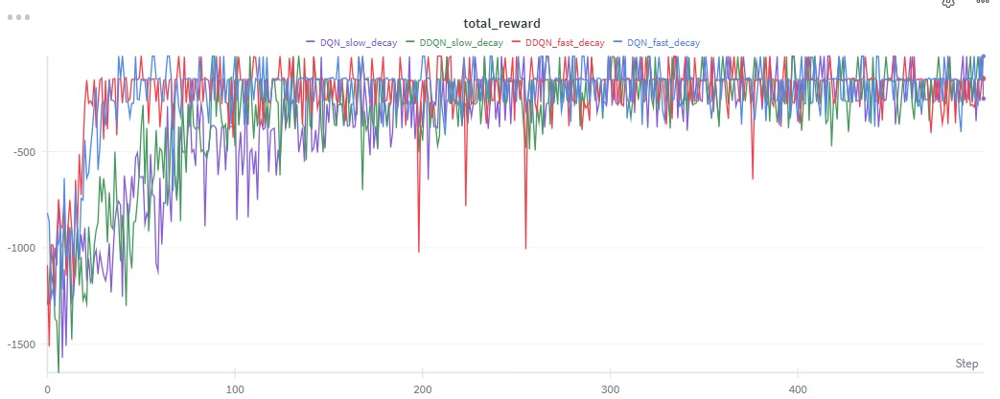 total_reward
DQN_slow_decay DDQN_slow_decay DDQN_fast_decay DQN_fast_decay
-500
-1000
-1500
Step
0 100 200 300 400